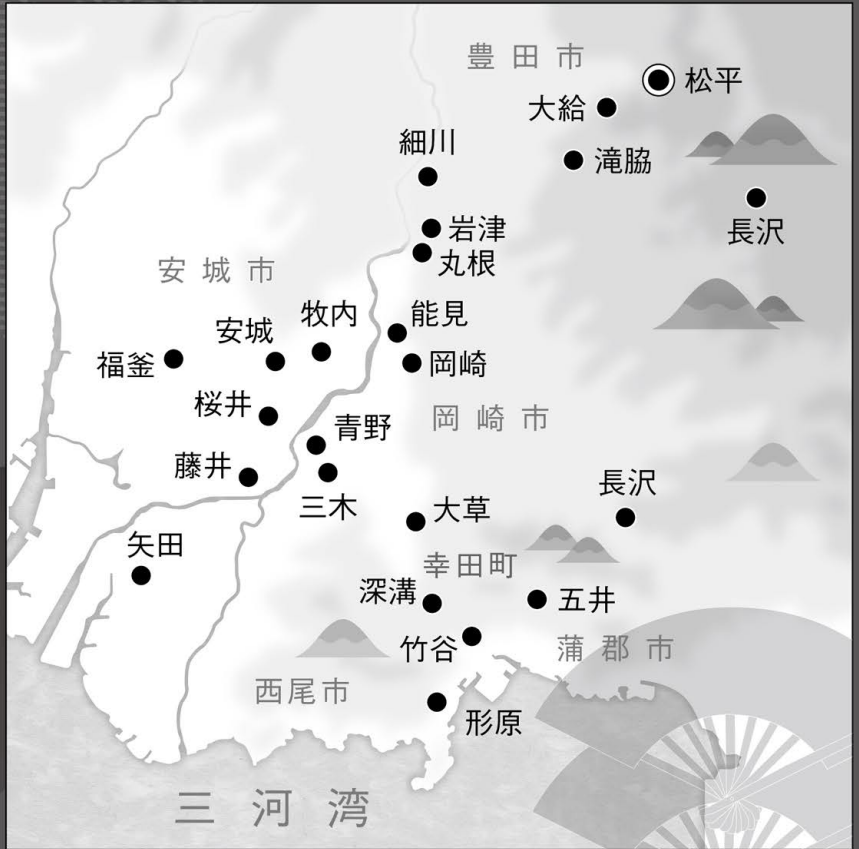 豊田市
松平
大給
細川
滝脇
長沢
岩津
丸根
安城市
牧内
能見
安城
福釜
岡崎
桜井
岡崎市
青野
藤井
長沢
三木
大草
矢田
幸田町
深溝
五井
竹谷
蒲郡市
西尾市
形原
三河湾